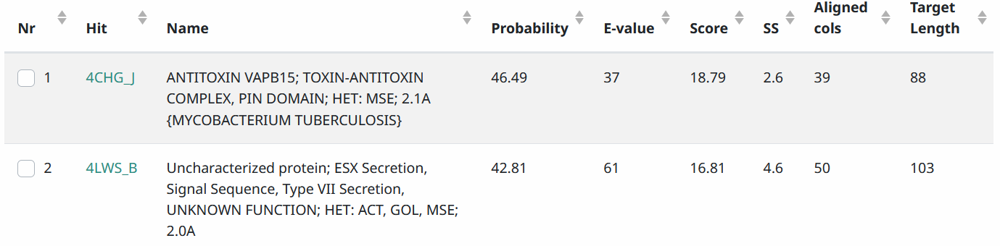 Nr Hit Name Probability E-value Score SS Aligned cols Target Length
1 4CHG_J ANTITOXIN VAPB15; TOXIN-ANTITOXIN 46.49 37 18.79 2.6 39 88
COMPLEX, PIN DOMAIN; HET: MSE; 2.1A
{MYCOBACTERIUM TUBERCULOSIS}
2 4LWS_B Uncharacterized protein; ESX Secretion, 42.81 61 16.81 4.6 50 103
Signal Sequence, Type VII Secretion,
UNKNOWN FUNCTION; HET: ACT, GOL, MSE;
2.0A